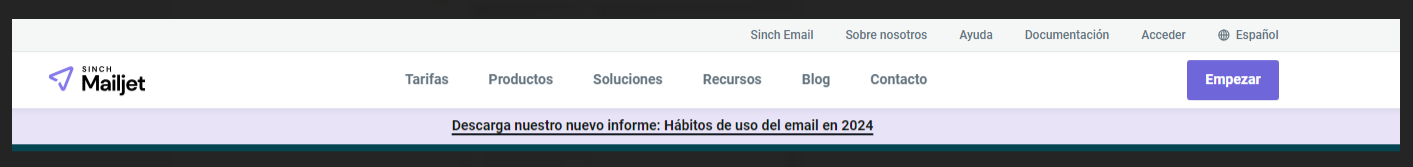 Sinch Email Sobre nosotros Ayuda Documentación Acceder Español
SINCH
Mailjet
Tarifas Productos Soluciones Recursos Blog Contacto Empezar
Descarga nuestro nuevo informe: Hábitos de uso del email en 2024